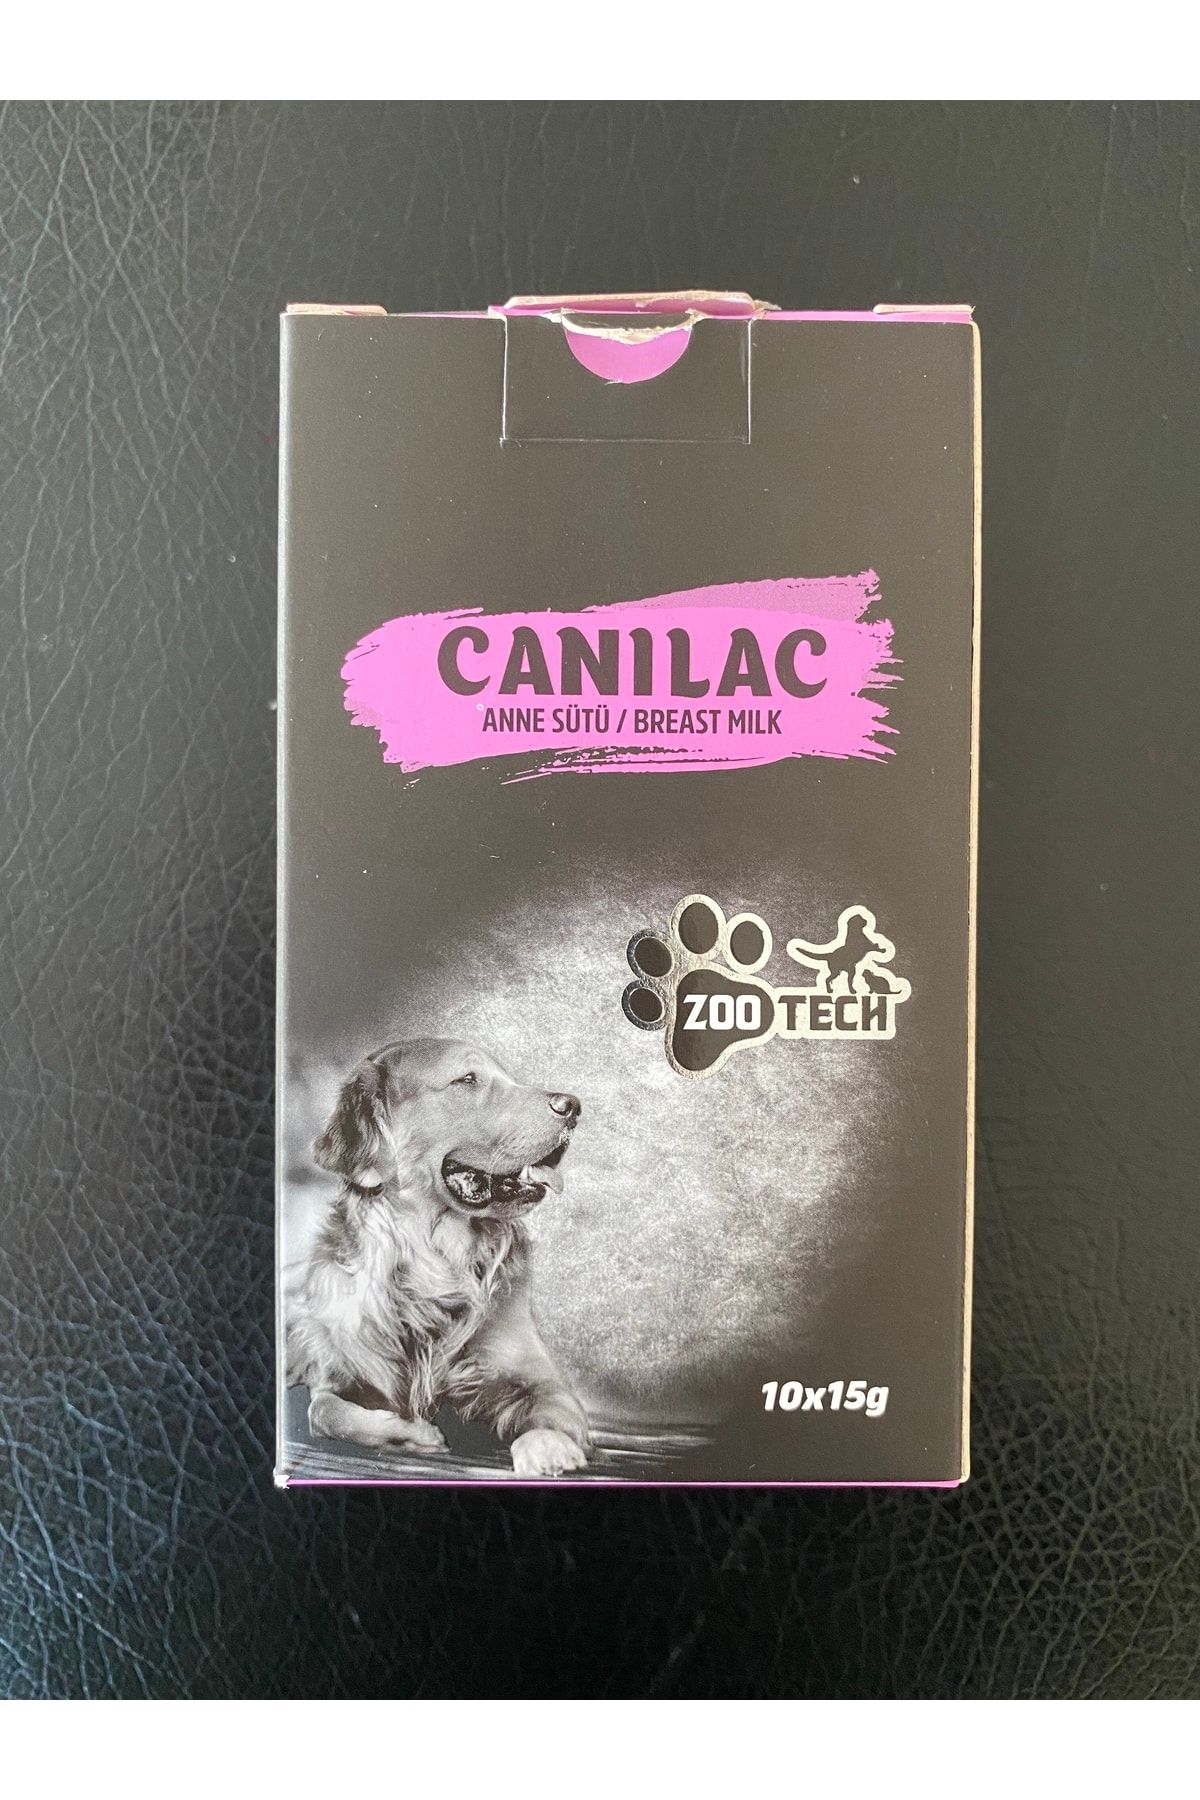 CANILAC
ANNE SÜTÜ / BREAST MILK
ZOO TECH
10x15g